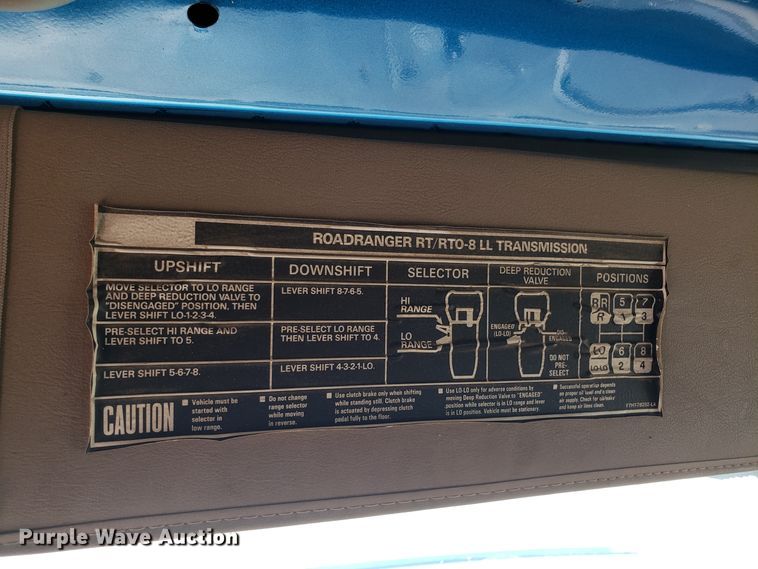 ROADRANGER RT/RTO-8 LL TRANSMISSION
UPSHIFT
MOVE SELECTOR TO LO RANGE
AND DEEP REDUCTION VALVE TO
"DISENGAGED" POSITION, THEN
LEVER SHIFT LO-1-2-3-4.
PRE-SELECT HI RANGE AND
LEVER SHIFT TO 5.
LEVER SHIFT 5-6-7-8.
DOWNSHIFT
LEVER SHIFT 8-7-6-5.
PRE-SELECT LO RANGE
THEN LEVER SHIFT TO 4.
LEVER SHIFT 4-3-2-1-LO.
SELECTOR
HI
RANGE
LO
RANGE
DEEP REDUCTION
VALVE
ENGAGED
(LO-LO)
DIS-
ENGAGED
DO NOT
PRE-
SELECT
POSITIONS
R R 5 7
R 1 3
LO 6 8
LO-LO 2 4
CAUTION
■ Vehicle must be
started with
selector in
low range.
■ Do not change
range selector
while moving
in reverse.
■ Use clutch brake only when shifting
while standing still. Clutch brake
is actuated by depressing clutch
pedal fully to the floor.
■ Use LO-LO only for adverse conditions by
moving Deep Reduction Valve to "ENGAGED"
position while selector is in LO range and lever
is in LO position. Vehicle must be stationary.
■ Successful operation depends
on proper oil level and a clean
air supply. Check for
and keep air lines clean.
Purple Wave Auction